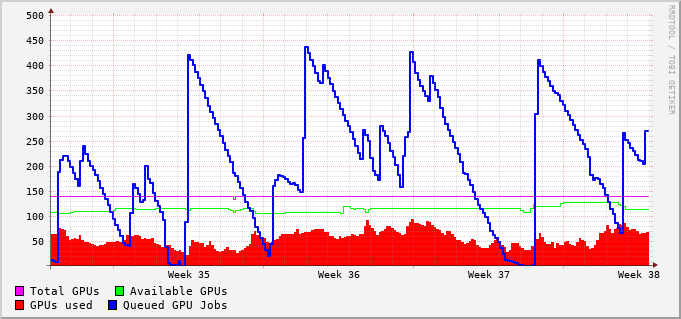 500
450
400
350
300
250
200
150
100
50
Week 35 Week 36 Week 37 Week 38
Total GPUs Available GPUs
GPUs used Queued GPU Jobs
RRDTOOL / TOBI OETIKER